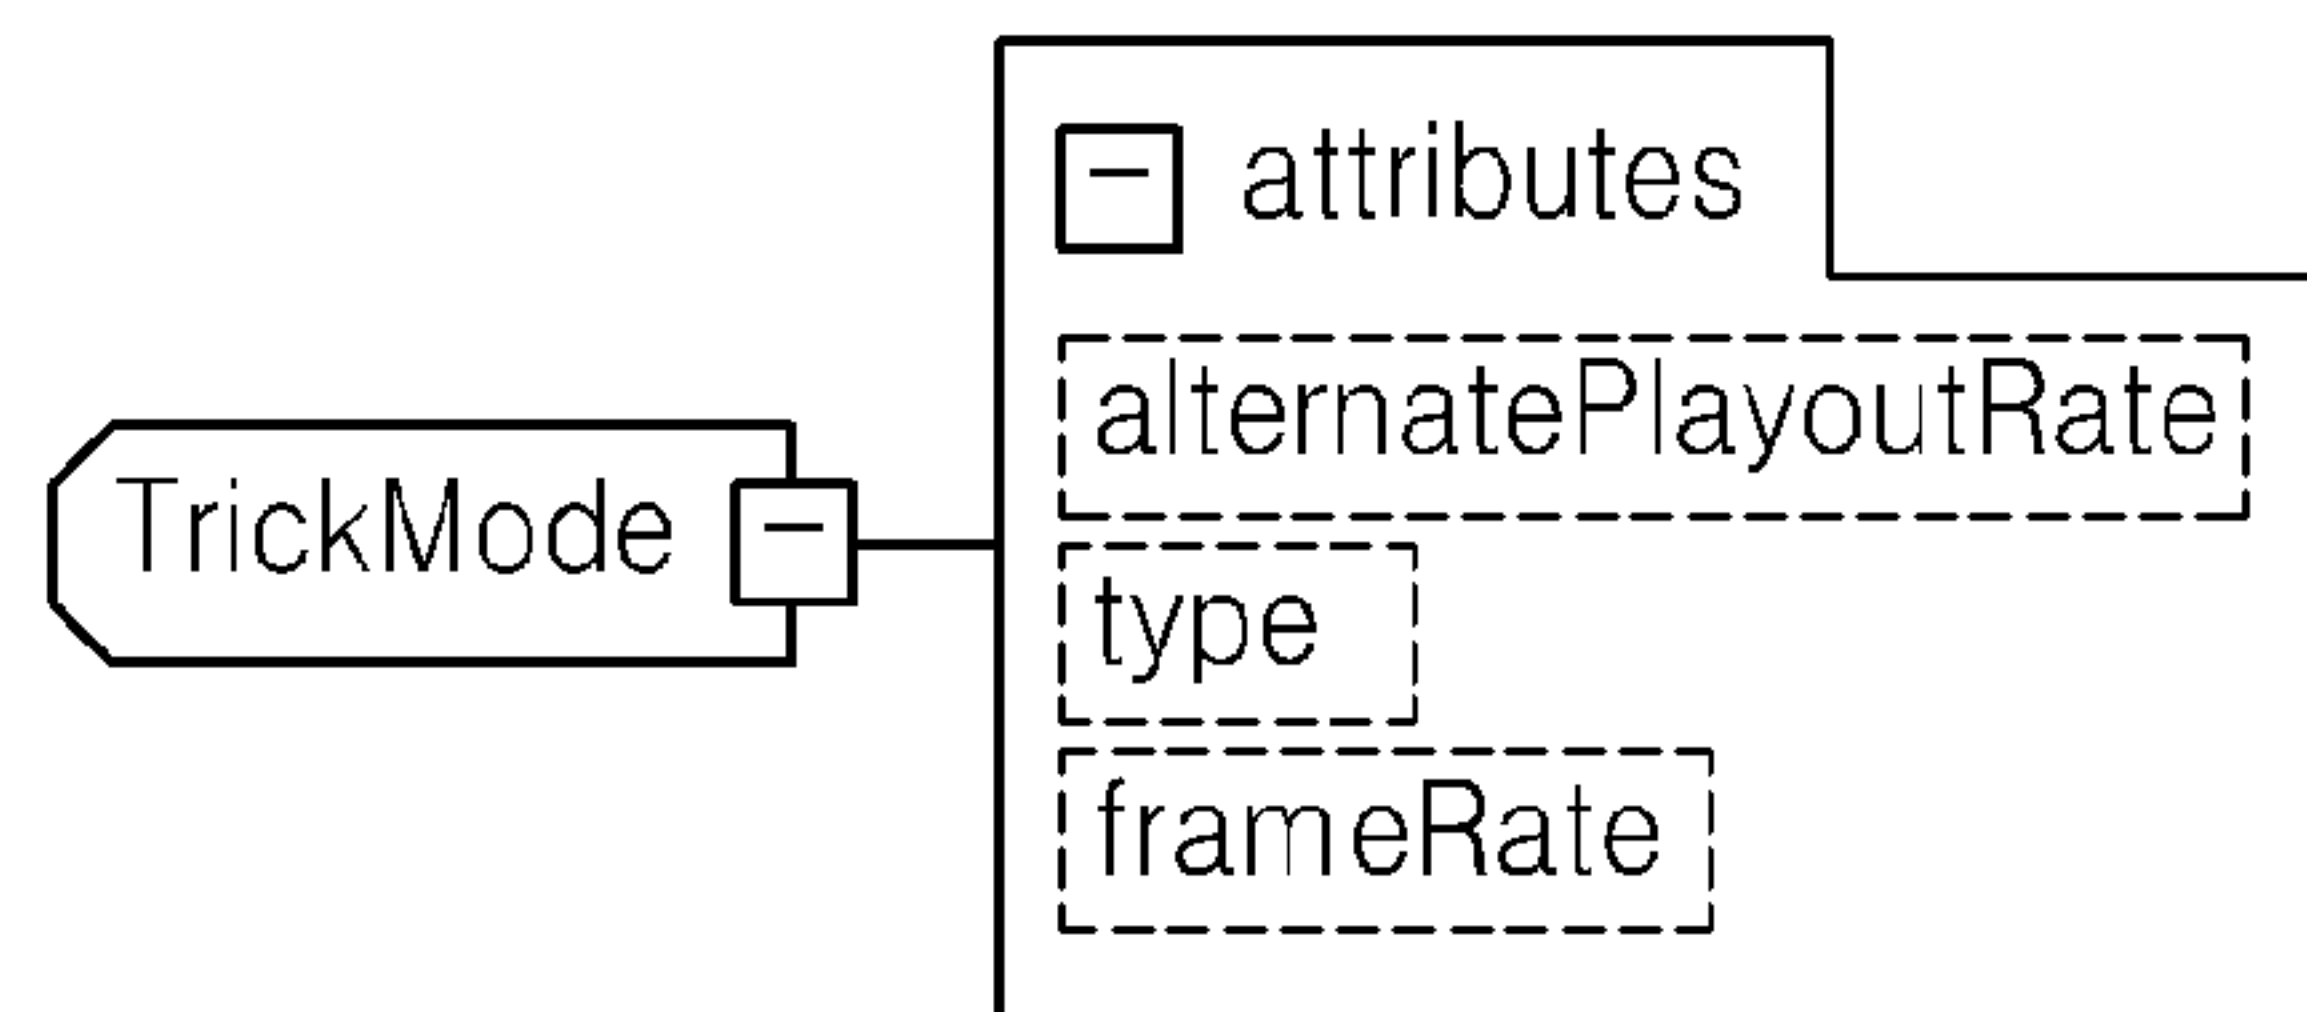 attributes
alternatePlayoutRate
TrickMode
type
frameRate